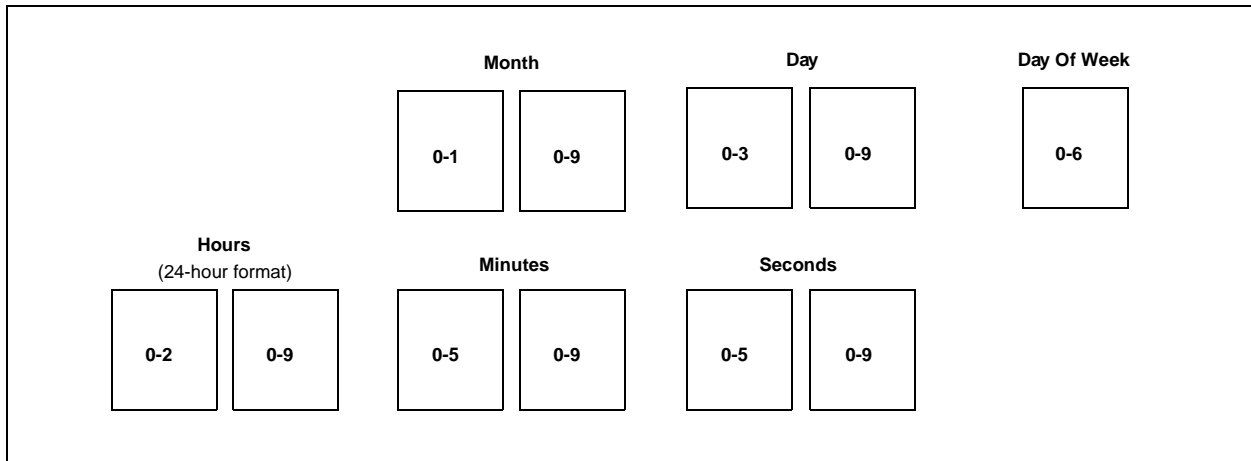 Month Day Day Of Week
0-1 0-9 0-3 0-9 0-6
Hours
(24-hour format)
Minutes Seconds
0-2 0-9 0-5 0-9 0-5 0-9